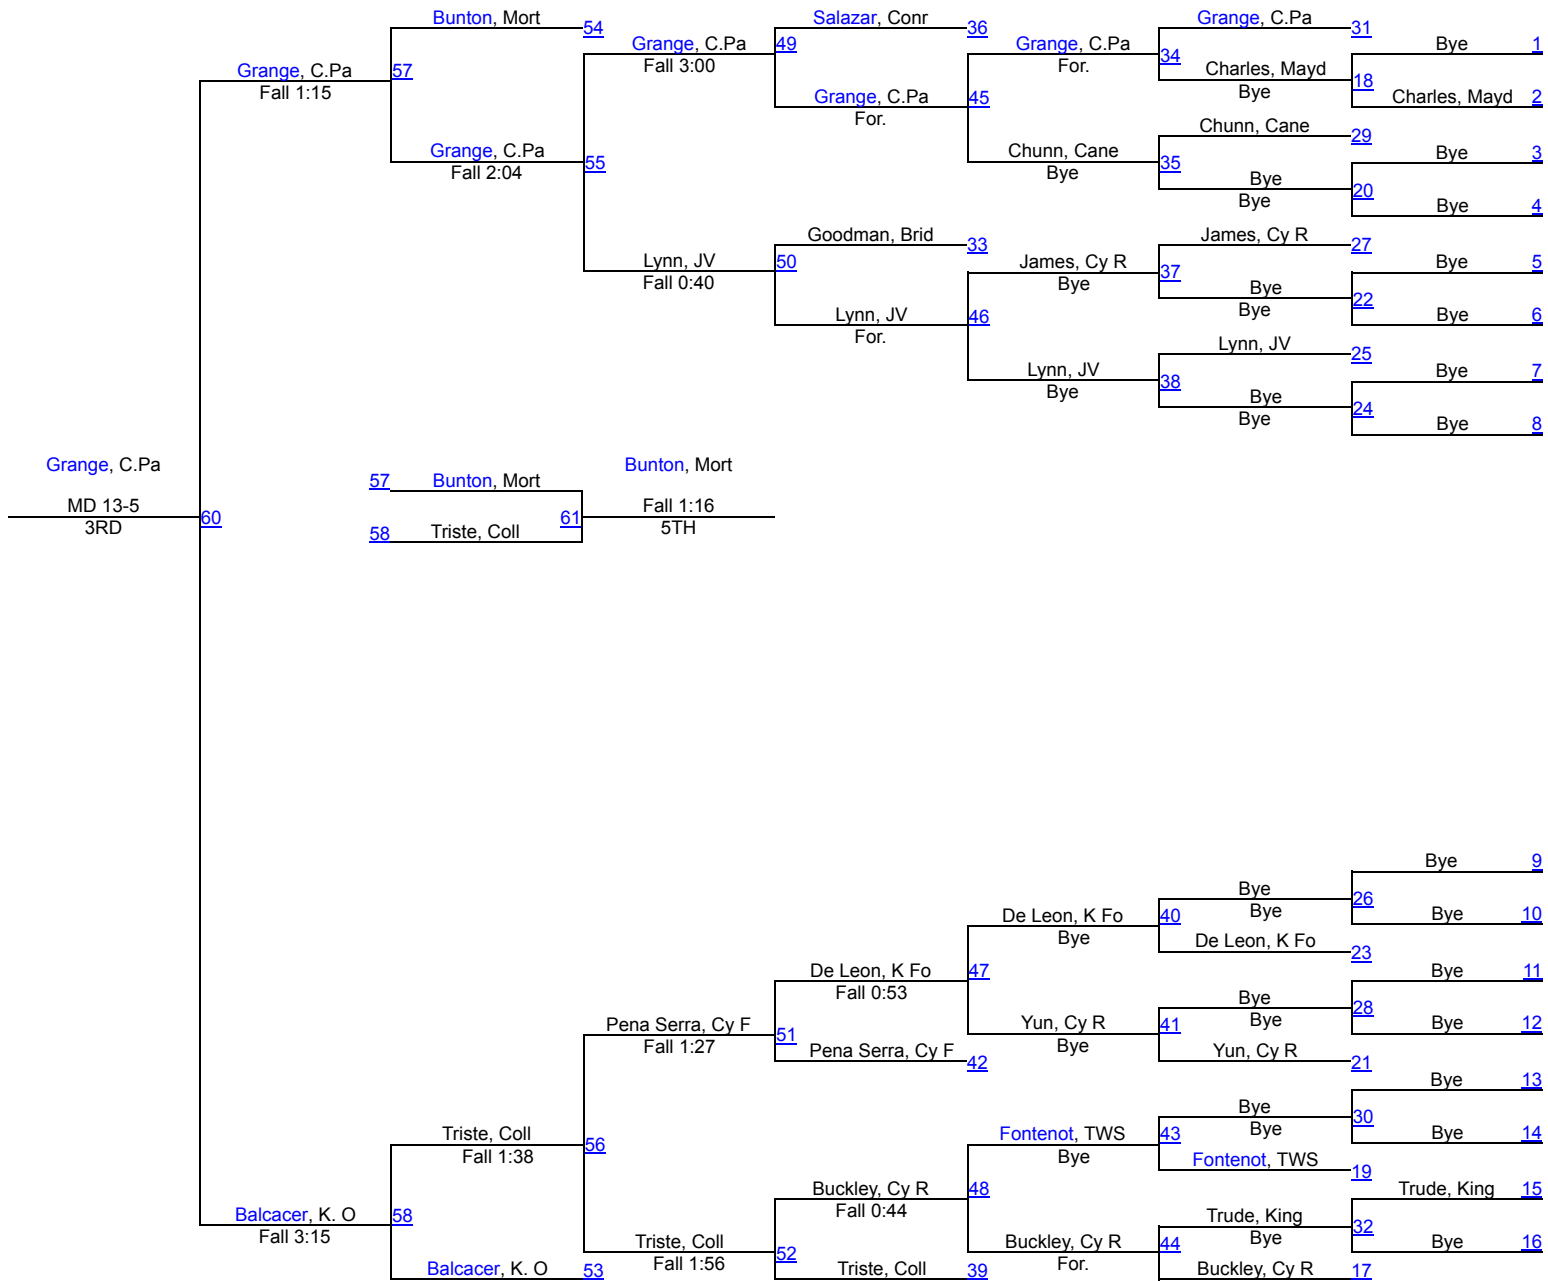 Bunton, Mort 54
Salazar, Conr 36
Grange, C.Pa 31
Grange, C.Pa 49
Fall 3:00
Grange, C.Pa 34
For.
Bye 1
Grange, C.Pa 57
Fall 1:15
Charles, Mayd 18
Bye
Grange, C.Pa 45
For.
Charles, Mayd 2
Chunn, Cane 29
Grange, C.Pa 55
Fall 2:04
Chunn, Cane 35
Bye
Bye 3
Bye 20
Bye
Bye 4
Goodman, Brid 33
James, Cy R 27
Lynn, JV 50
Fall 0:40
James, Cy R 37
Bye
Bye 5
Bye 22
Bye
Lynn, JV 46
For.
Bye 6
Lynn, JV 25
Lynn, JV 38
Bye
Bye 7
Bye 24
Bye
Bye 8
Grange, C.Pa
MD 13-5
3RD
60
57 Bunton, Mort
58 Triste, Coll
61
Bunton, Mort
Fall 1:16
5TH
Bye 9
Bye 26
Bye
De Leon, K Fo 40
Bye
Bye 10
De Leon, K Fo 23
De Leon, K Fo 47
Fall 0:53
Bye 11
Bye 28
Bye
Pena Serra, Cy F 51
Fall 1:27
Yun, Cy R 41
Bye
Bye 12
Pena Serra, Cy F 42
Yun, Cy R 21
Bye 13
Bye 30
Bye
Triste, Coll 56
Fall 1:38
Fontenot, TWS 43
Bye
Bye 14
Fontenot, TWS 19
Buckley, Cy R 48
Fall 0:44
Trude, King 15
Balcacer, K. O 58
Fall 3:15
Trude, King 32
Bye
Triste, Coll 52
Fall 1:56
Buckley, Cy R 44
For.
Bye 16
Balcacer, K. O 53
Triste, Coll 39
Buckley, Cy R 17